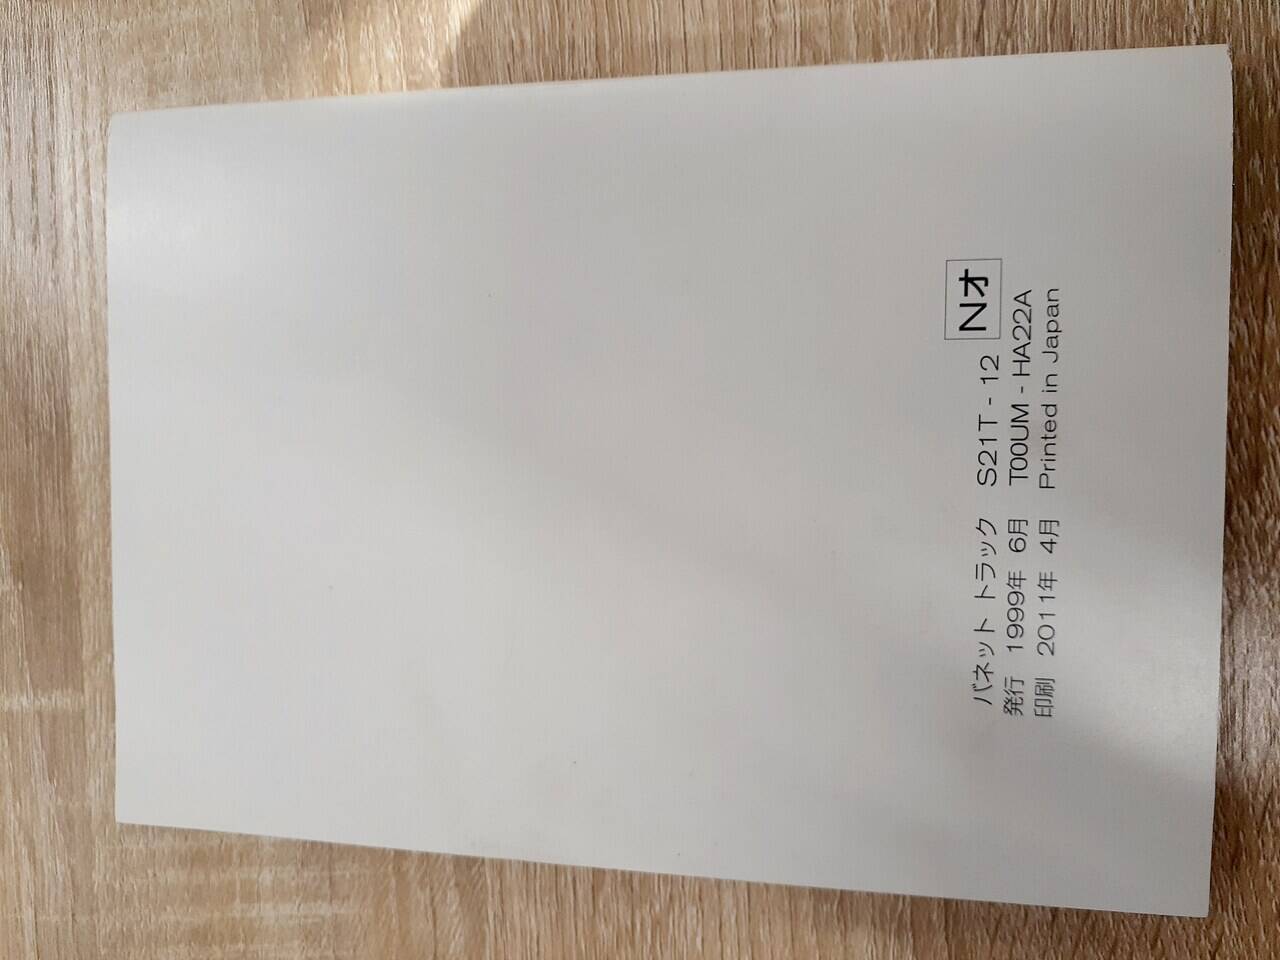 バネット トラック S21T - 12 Nオ
発行 1999年 6月 T00UM - HA22A
印刷 2011年 4月 Printed in Japan